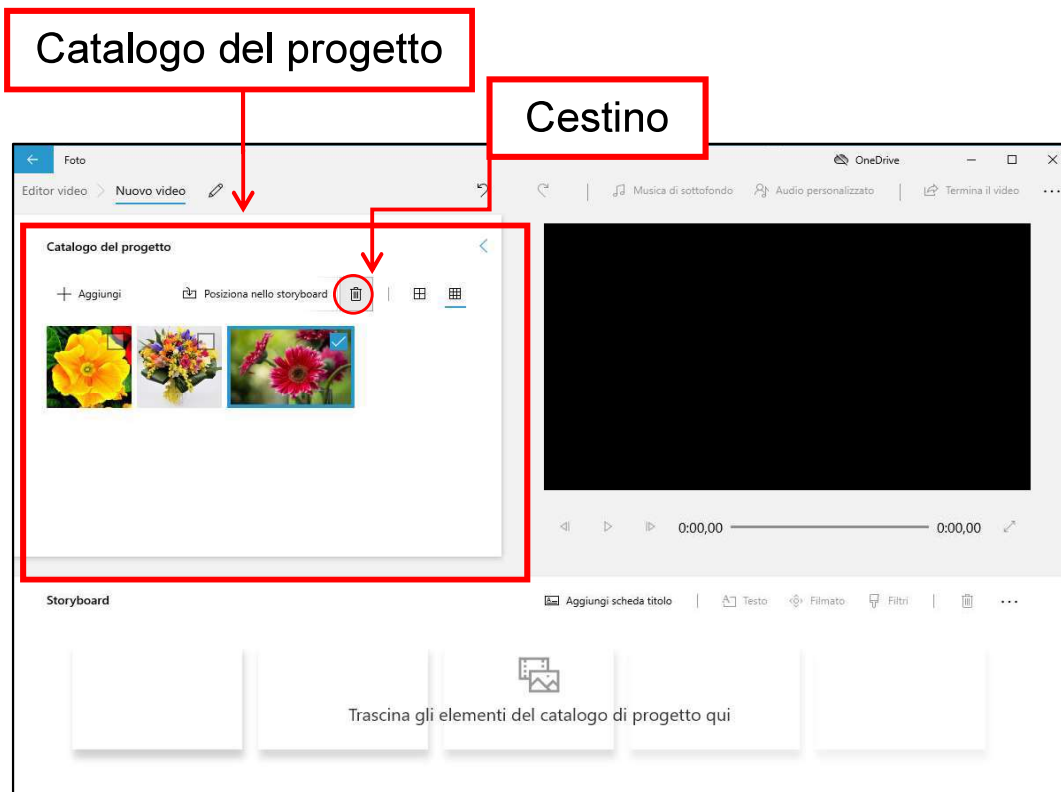 Catalogo del progetto
Cestino
Foto
OneDrive
Editor video > Nuovo video
Musica di sottofondo
Audio personalizzato
Termina il video
Catalogo del progetto
Aggiungi
Posiziona nello storyboard
0:00,00
0:00,00
Storyboard
Aggiungi scheda titolo
Testo
Filmato
Filtri
Trascina gli elementi del catalogo di progetto qui